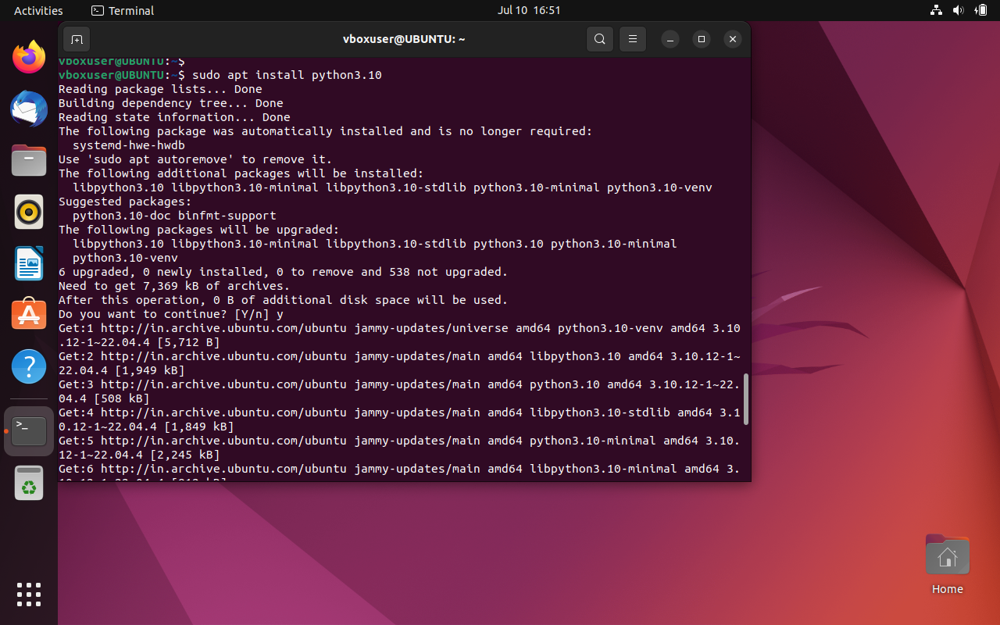 Activities
Terminal
Jul 10 16:51
vboxuser@UBUNTU: ~
vboxuser@UBUNTU:~$
vboxuser@UBUNTU:~$ sudo apt install python3.10
Reading package lists... Done
Building dependency tree... Done
Reading state information... Done
The following package was automatically installed and is no longer required:
systemd-hwe-hwdb
Use 'sudo apt autoremove' to remove it.
The following additional packages will be installed:
libpython3.10 libpython3.10-minimal libpython3.10-stdlib python3.10-minimal python3.10-venv
Suggested packages:
python3.10-doc binfmt-support
The following packages will be upgraded:
libpython3.10 libpython3.10-minimal libpython3.10-stdlib python3.10 python3.10-minimal
python3.10-venv
6 upgraded, 0 newly installed, 0 to remove and 538 not upgraded.
Need to get 7,369 kB of archives.
After this operation, 0 B of additional disk space will be used.
Do you want to continue? [Y/n] y
Get:1 http://in.archive.ubuntu.com/ubuntu jammy-updates/universe amd64 python3.10-venv amd64 3.10
.12-1~22.04.4 [5,712 B]
Get:2 http://in.archive.ubuntu.com/ubuntu jammy-updates/main amd64 libpython3.10 amd64 3.10.12-1~
22.04.4 [1,949 kB]
Get:3 http://in.archive.ubuntu.com/ubuntu jammy-updates/main amd64 python3.10 amd64 3.10.12-1~22.
04.4 [508 kB]
Get:4 http://in.archive.ubuntu.com/ubuntu jammy-updates/main amd64 libpython3.10-stdlib amd64 3.1
0.12-1~22.04.4 [1,849 kB]
Get:5 http://in.archive.ubuntu.com/ubuntu jammy-updates/main amd64 python3.10-minimal amd64 3.10.
12-1~22.04.4 [2,245 kB]
Get:6 http://in.archive.ubuntu.com/ubuntu jammy-updates/main amd64 libpython3.10-minimal amd64 3.
Home